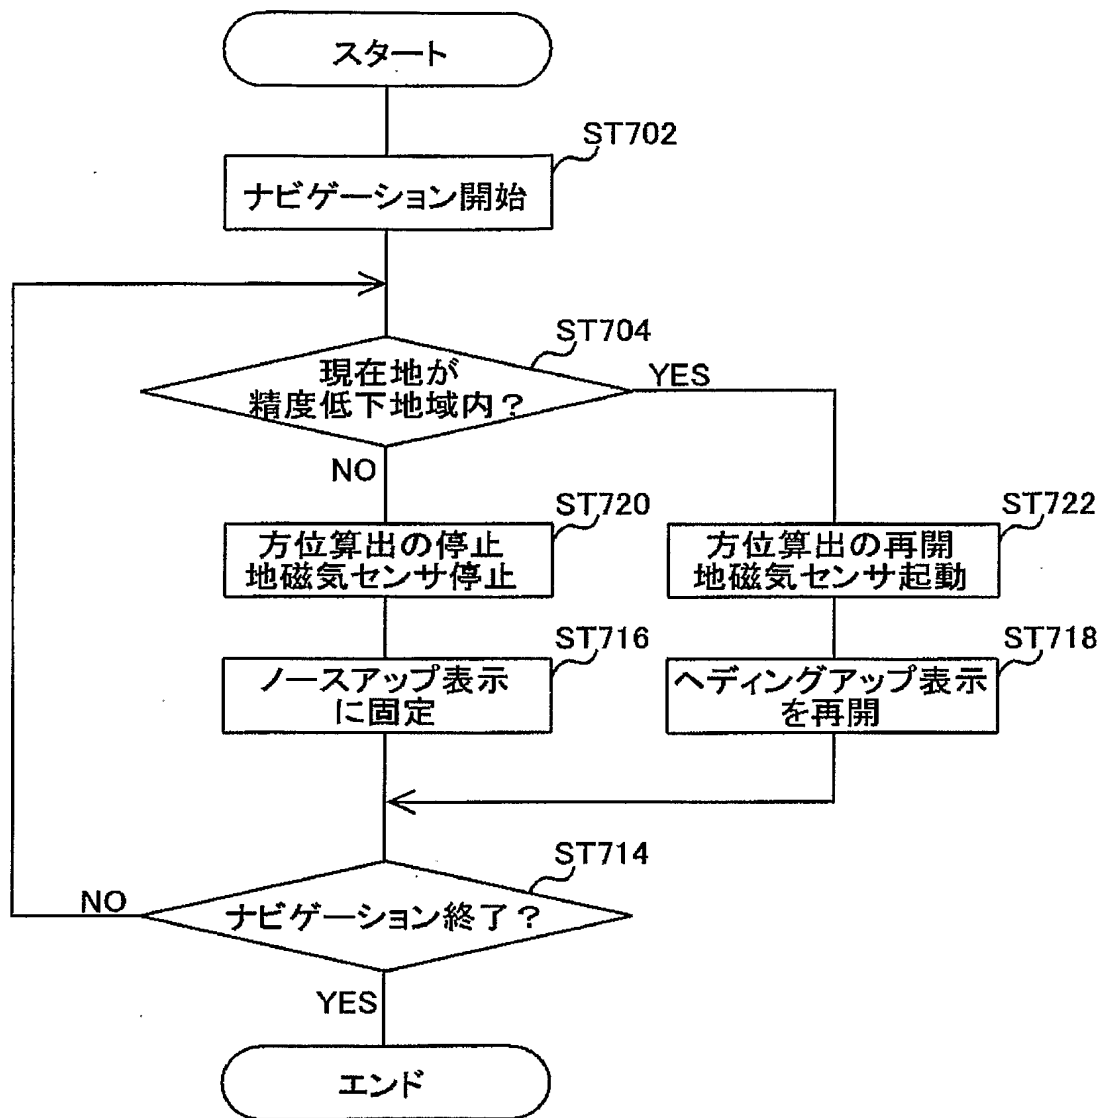 スタート
ST702
ナビゲーション開始
ST704
現在地が
精度低下地域内？
YES
NO
ST720
方位算出の停止
地磁気センサ停止
ST722
方位算出の再開
地磁気センサ起動
ST716
ノースアップ表示
に固定
ST718
ヘディングアップ表示
を再開
ST714
ナビゲーション終了？
NO
YES
エンド